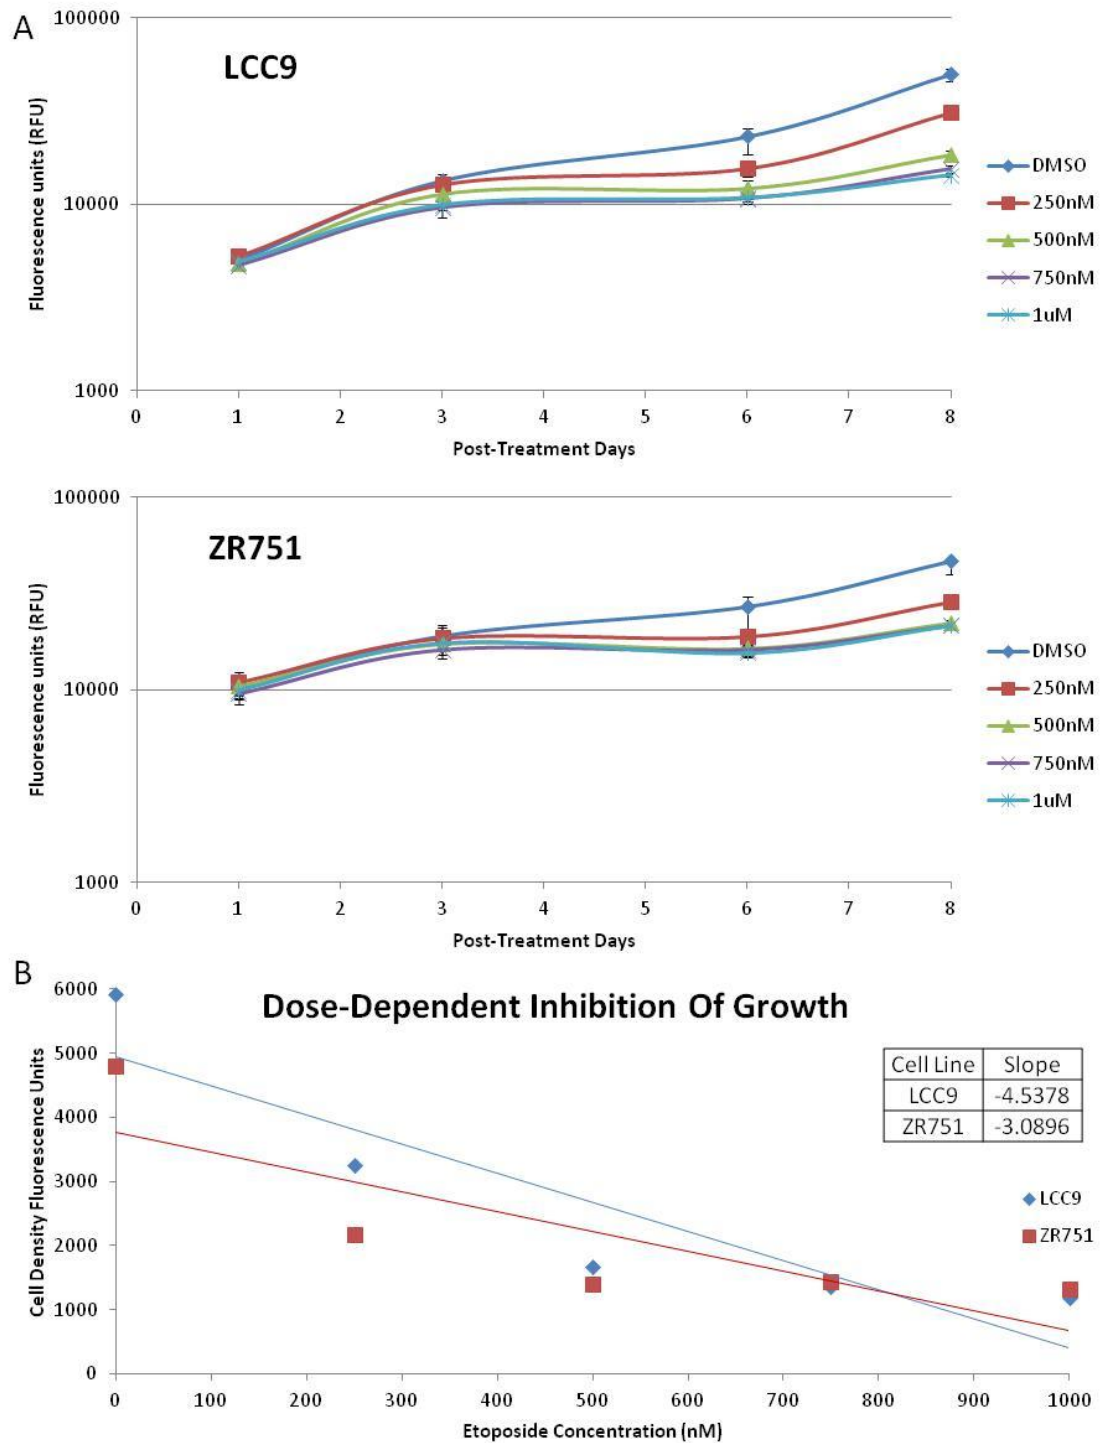 A
100000
LCC9
10000
1000
Fluorescence units (RFU)
0 1 2 3 4 5 6 7 8
Post-Treatment Days
DMSO
250nM
500nM
750nM
1uM
100000
ZR751
10000
1000
Fluorescence units (RFU)
0 1 2 3 4 5 6 7 8
Post-Treatment Days
DMSO
250nM
500nM
750nM
1uM
B
Dose-Dependent Inhibition Of Growth
6000
5000
4000
3000
2000
1000
0
Cell Density Fluorescence Units
Cell Line Slope
LCC9 -4.5378
ZR751 -3.0896
LCC9
ZR751
0 100 200 300 400 500 600 700 800 900 1000
Etoposide Concentration (nM)